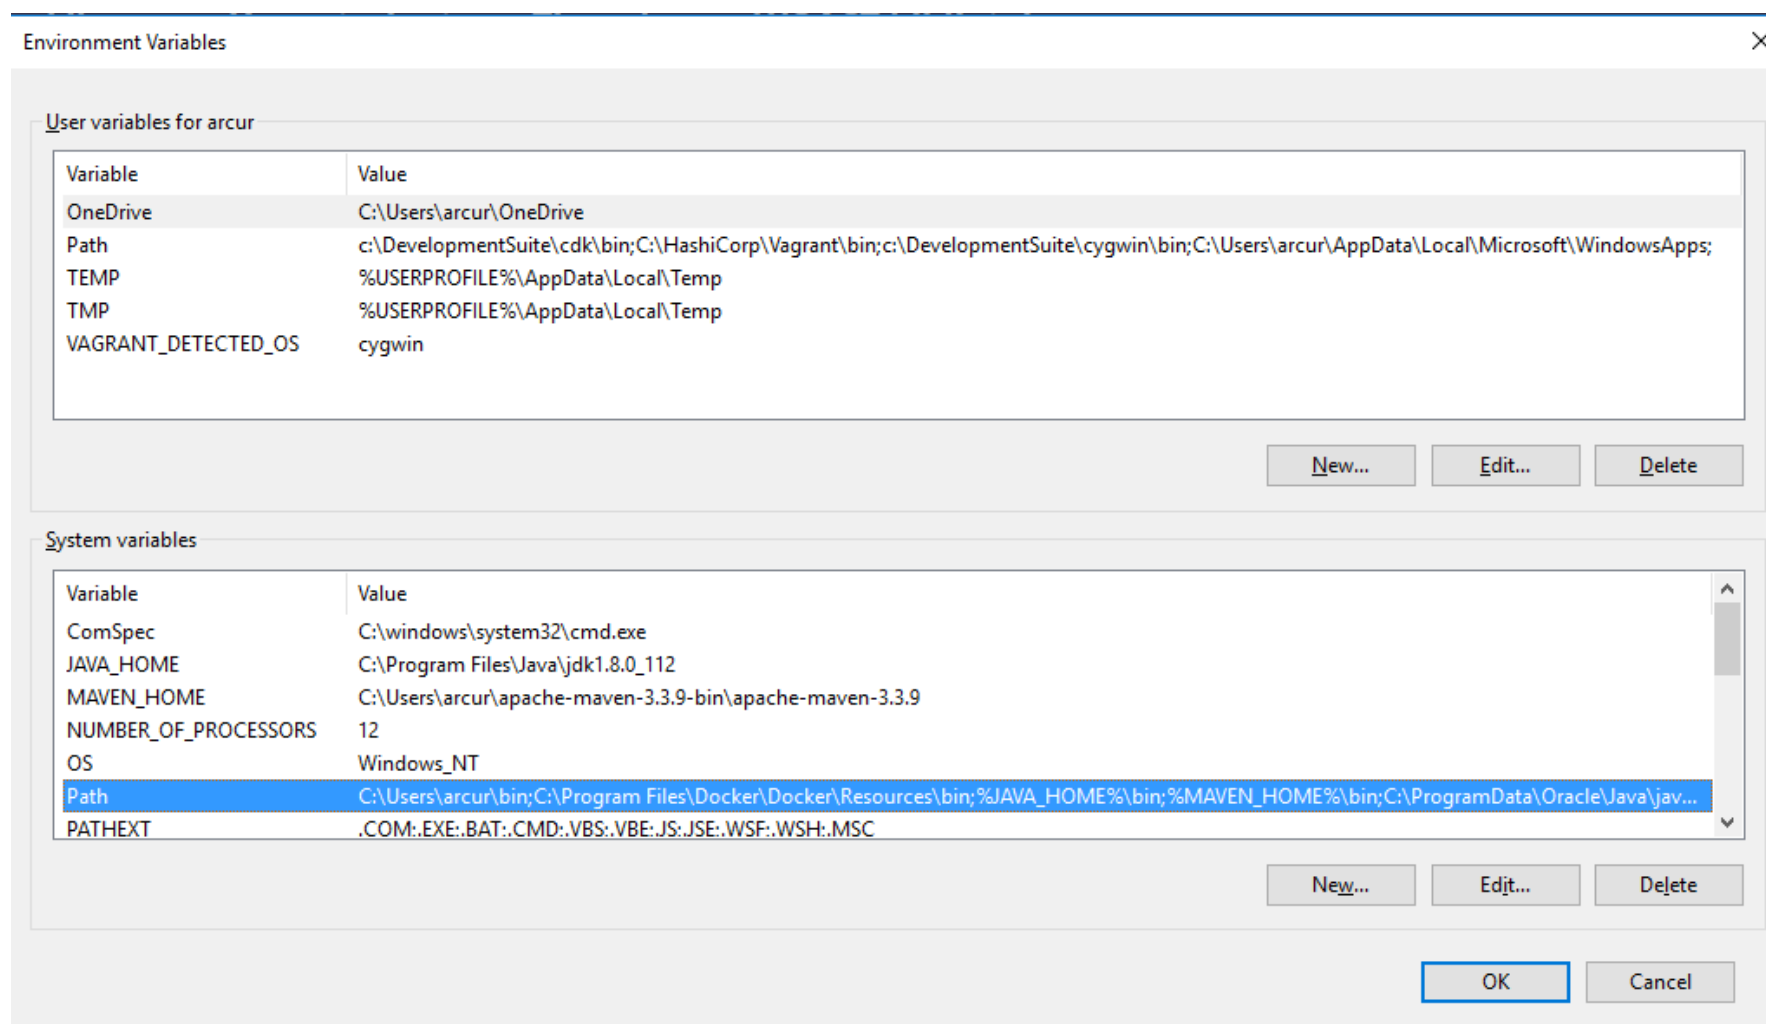 Environment Variables
User variables for arcur
Variable Value
OneDrive C:\Users\arcur\OneDrive
Path c:\DevelopmentSuite\cdk\bin;C:\HashiCorp\Vagrant\bin;c:\DevelopmentSuite\cygwin\bin;C:\Users\arcur\AppData\Local\Microsoft\WindowsApps;
TEMP %USERPROFILE%\AppData\Local\Temp
TMP %USERPROFILE%\AppData\Local\Temp
VAGRANT_DETECTED_OS cygwin
New... Edit... Delete
System variables
Variable Value
ComSpec C:\windows\system32\cmd.exe
JAVA_HOME C:\Program Files\Java\jdk1.8.0_112
MAVEN_HOME C:\Users\arcur\apache-maven-3.3.9-bin\apache-maven-3.3.9
NUMBER_OF_PROCESSORS 12
OS Windows_NT
Path C:\Users\arcur\bin;C:\Program Files\Docker\Docker\Resources\bin;%JAVA_HOME%\bin;%MAVEN_HOME%\bin;C:\ProgramData\Oracle\Java\jav...
PATHEXT .COM;.EXE;.BAT;.CMD;.VBS;.VBE;.JS;.JSE;.WSF;.WSH;.MSC
New... Edit... Delete
OK Cancel